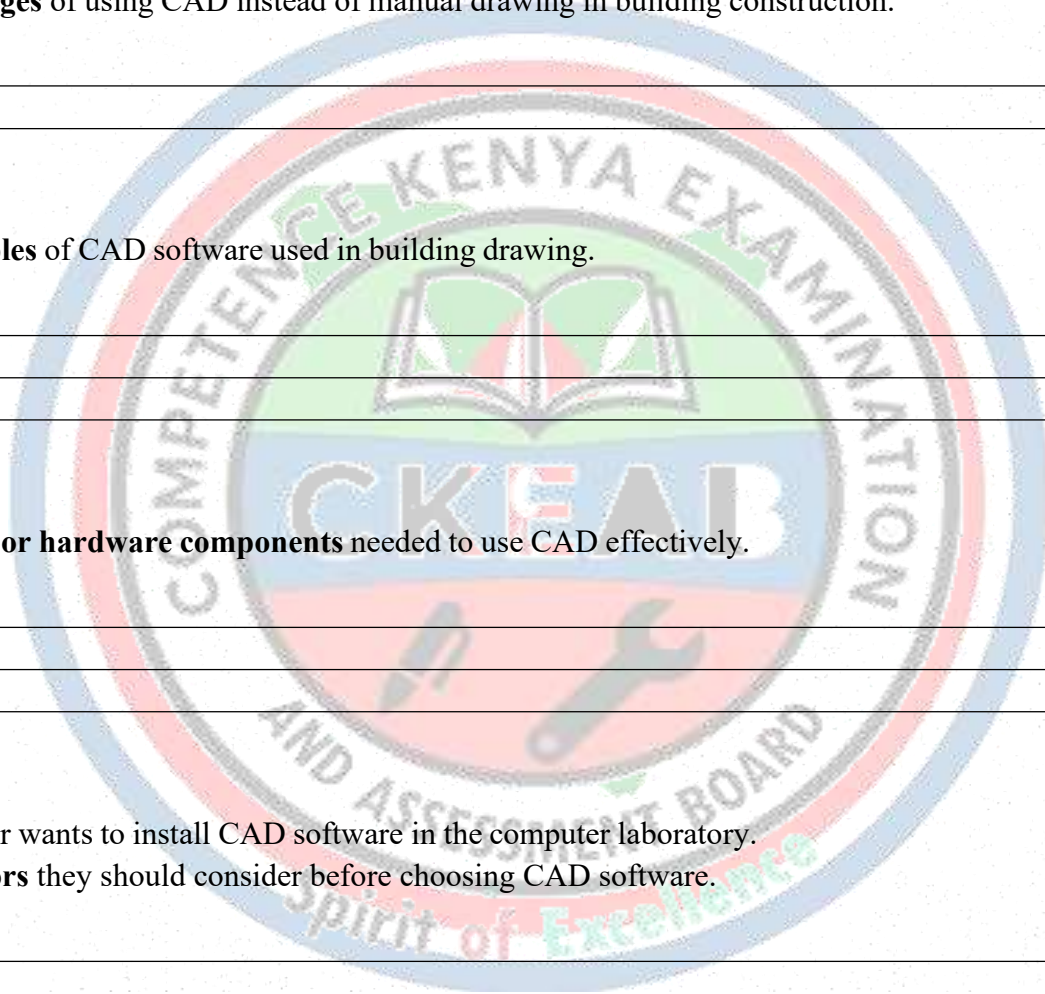 ges of using CAD instead of manual drawing in building construction.
COMPETENCE KENYA EXAMINATION
les of CAD software used in building drawing.
CKEAB
or hardware components needed to use CAD effectively.
AND ASSESSMENT BOARD
r wants to install CAD software in the computer laboratory.
ors they should consider before choosing CAD software.
Spirit of Excellence